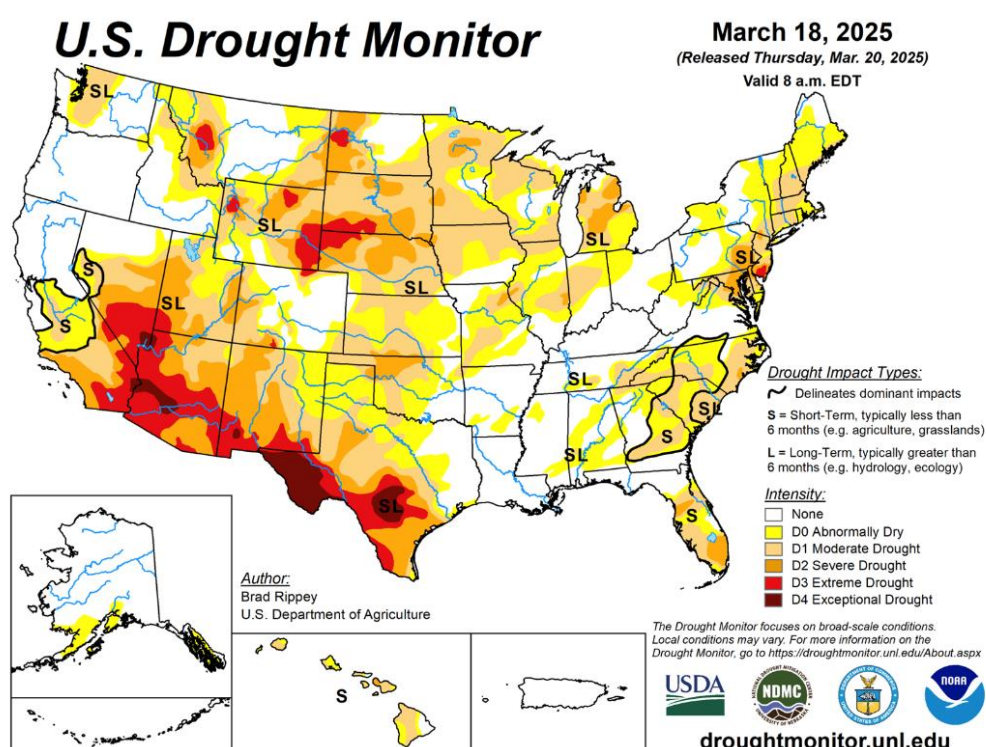 U.S. Drought Monitor
March 18, 2025
(Released Thursday, Mar. 20, 2025)
Valid 8 a.m. EDT
SL
SL
SL
SL
SL
SL
S
S
SL
SL
SL
S
SL
SL
S
S
Drought Impact Types:
Delineates dominant impacts
S = Short-Term, typically less than
6 months (e.g. agriculture, grasslands)
L = Long-Term, typically greater than
6 months (e.g. hydrology, ecology)
Intensity:
None
D0 Abnormally Dry
D1 Moderate Drought
D2 Severe Drought
D3 Extreme Drought
D4 Exceptional Drought
Author:
Brad Rippey
U.S. Department of Agriculture
The Drought Monitor focuses on broad-scale conditions.
Local conditions may vary. For more information on the
Drought Monitor, go to https://droughtmonitor.unl.edu/About.aspx
USDA
NDMC
NOAA
droughtmonitor.unl.edu